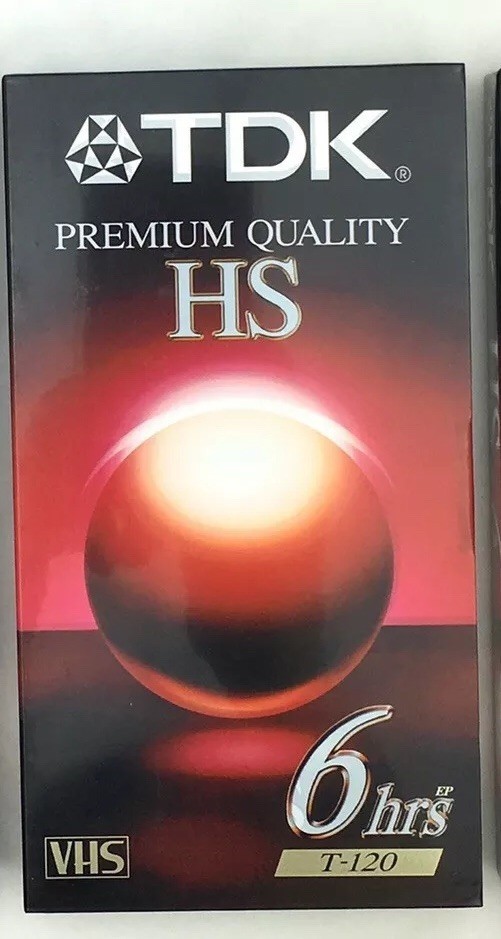 TDK®
PREMIUM QUALITY
HS
6 hrs EP
VHS
T-120